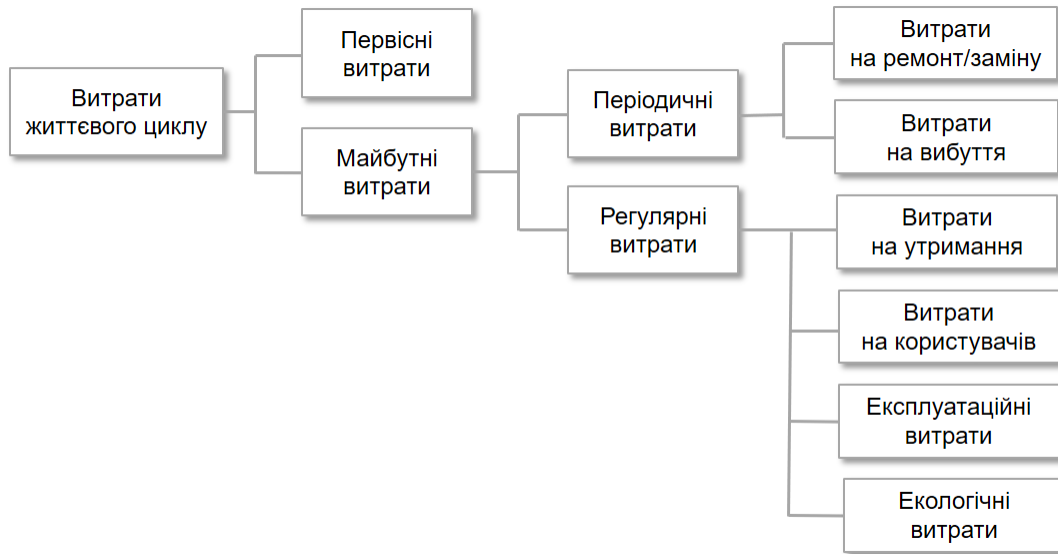 Витрати
життєвого циклу
Первісні
витрати
Майбутні
витрати
Періодичні
витрати
Регулярні
витрати
Витрати
на ремонт/заміну
Витрати
на вибуття
Витрати
на утримання
Витрати
на користувачів
Експлуатаційні
витрати
Екологічні
витрати